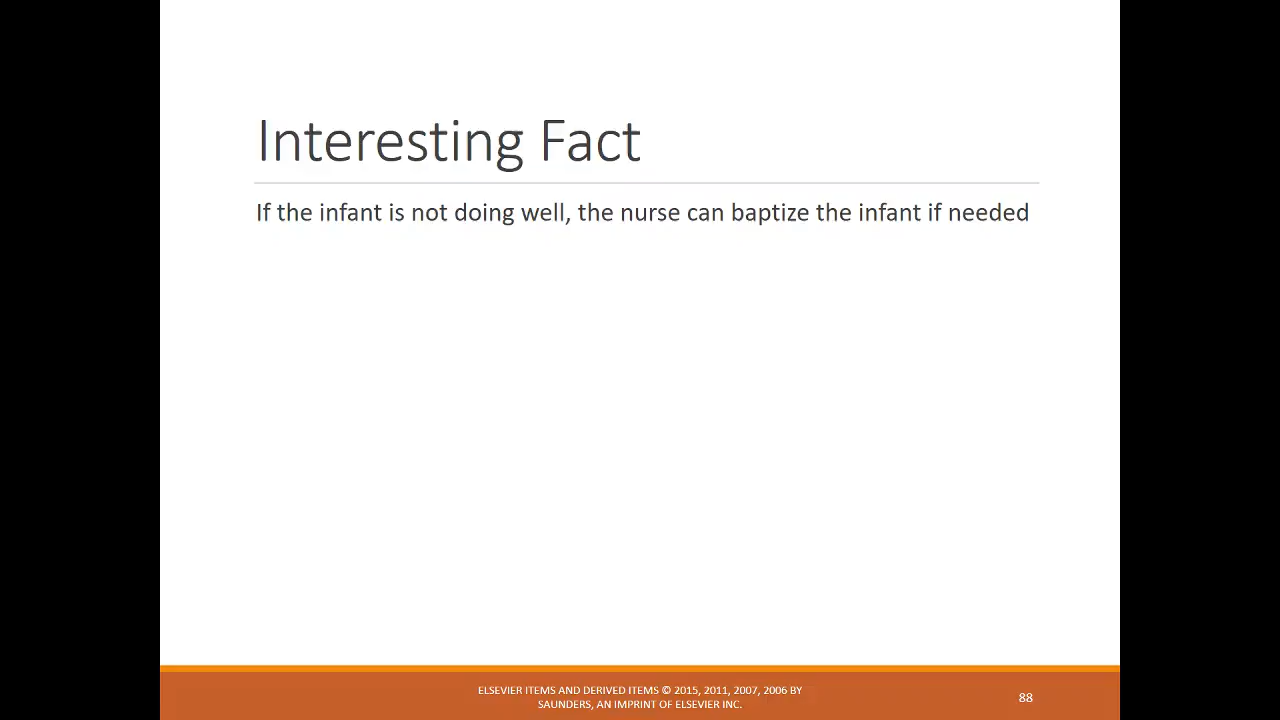 Interesting Fact
If the infant is not doing well, the nurse can baptize the infant if needed
ELSEVIER ITEMS AND DERIVED ITEMS © 2015, 2011, 2007, 2006 BY
SAUNDERS, AN IMPRINT OF ELSEVIER INC.
88